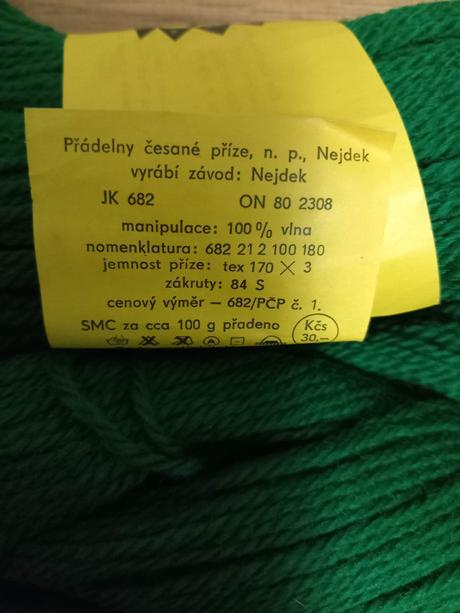 Přádelny česané příze, n. p., Nejdek
vyrábí závod: Nejdek
JK 682 ON 80 2308
manipulace: 100 % vlna
nomenklatura: 682 21 2 100 180
jemnost příze: tex 170 × 3
zákruty: 84 S
cenový výměr — 682/PČP č. 1.
SMC za cca 100 g předeno Kčs 30.—
A